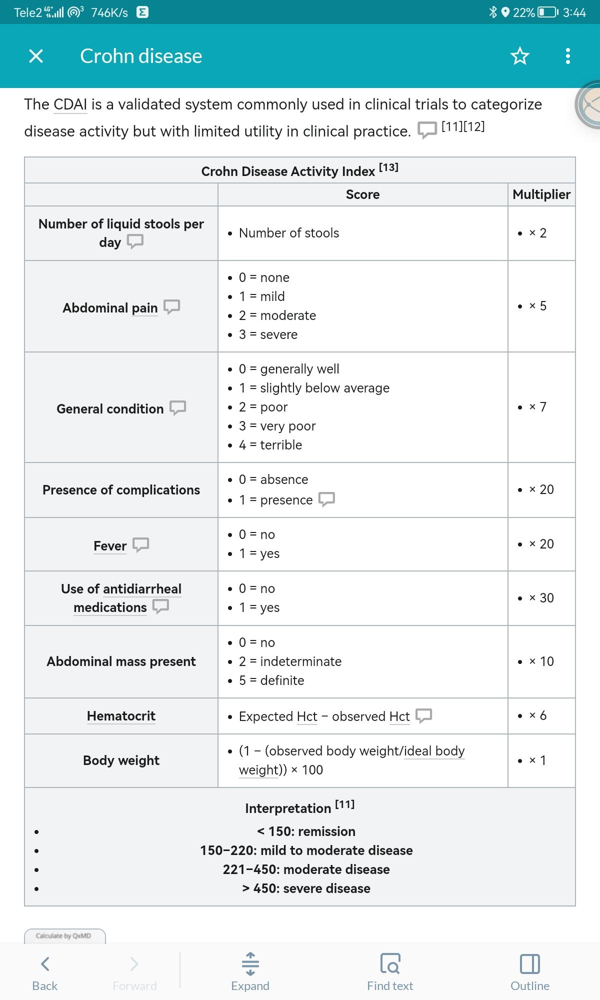 Tele2 4G+ 3 746K/s Σ 22% 3:44
Crohn disease
The CDAI is a validated system commonly used in clinical trials to categorize
disease activity but with limited utility in clinical practice. [11][12]
Crohn Disease Activity Index [13]
Score Multiplier
Number of liquid stools per
day
• Number of stools
• × 2
Abdominal pain
• 0 = none
• 1 = mild
• 2 = moderate
• 3 = severe
• × 5
General condition
• 0 = generally well
• 1 = slightly below average
• 2 = poor
• 3 = very poor
• 4 = terrible
• × 7
Presence of complications
• 0 = absence
• 1 = presence
• × 20
Fever
• 0 = no
• 1 = yes
• × 20
Use of antidiarrheal
medications
• 0 = no
• 1 = yes
• × 30
Abdominal mass present
• 0 = no
• 2 = indeterminate
• 5 = definite
• × 10
Hematocrit
• Expected Hct − observed Hct
• × 6
Body weight
• (1 − (observed body weight/ideal body
weight)) × 100
• × 1
Interpretation [11]
• < 150: remission
• 150–220: mild to moderate disease
• 221–450: moderate disease
• > 450: severe disease
Calculate by QxMD
Back Forward Expand Find text Outline